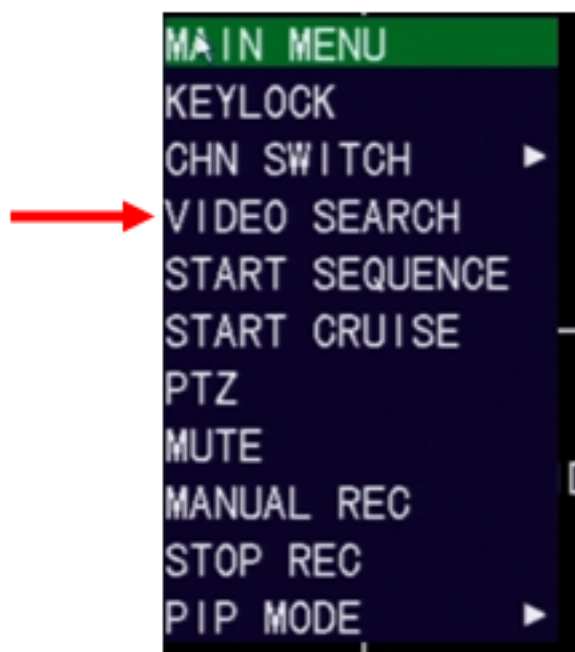 MAIN MENU
KEYLOCK
CHN SWITCH
VIDEO SEARCH
START SEQUENCE
START CRUISE
PTZ
MUTE
MANUAL REC
STOP REC
PIP MODE